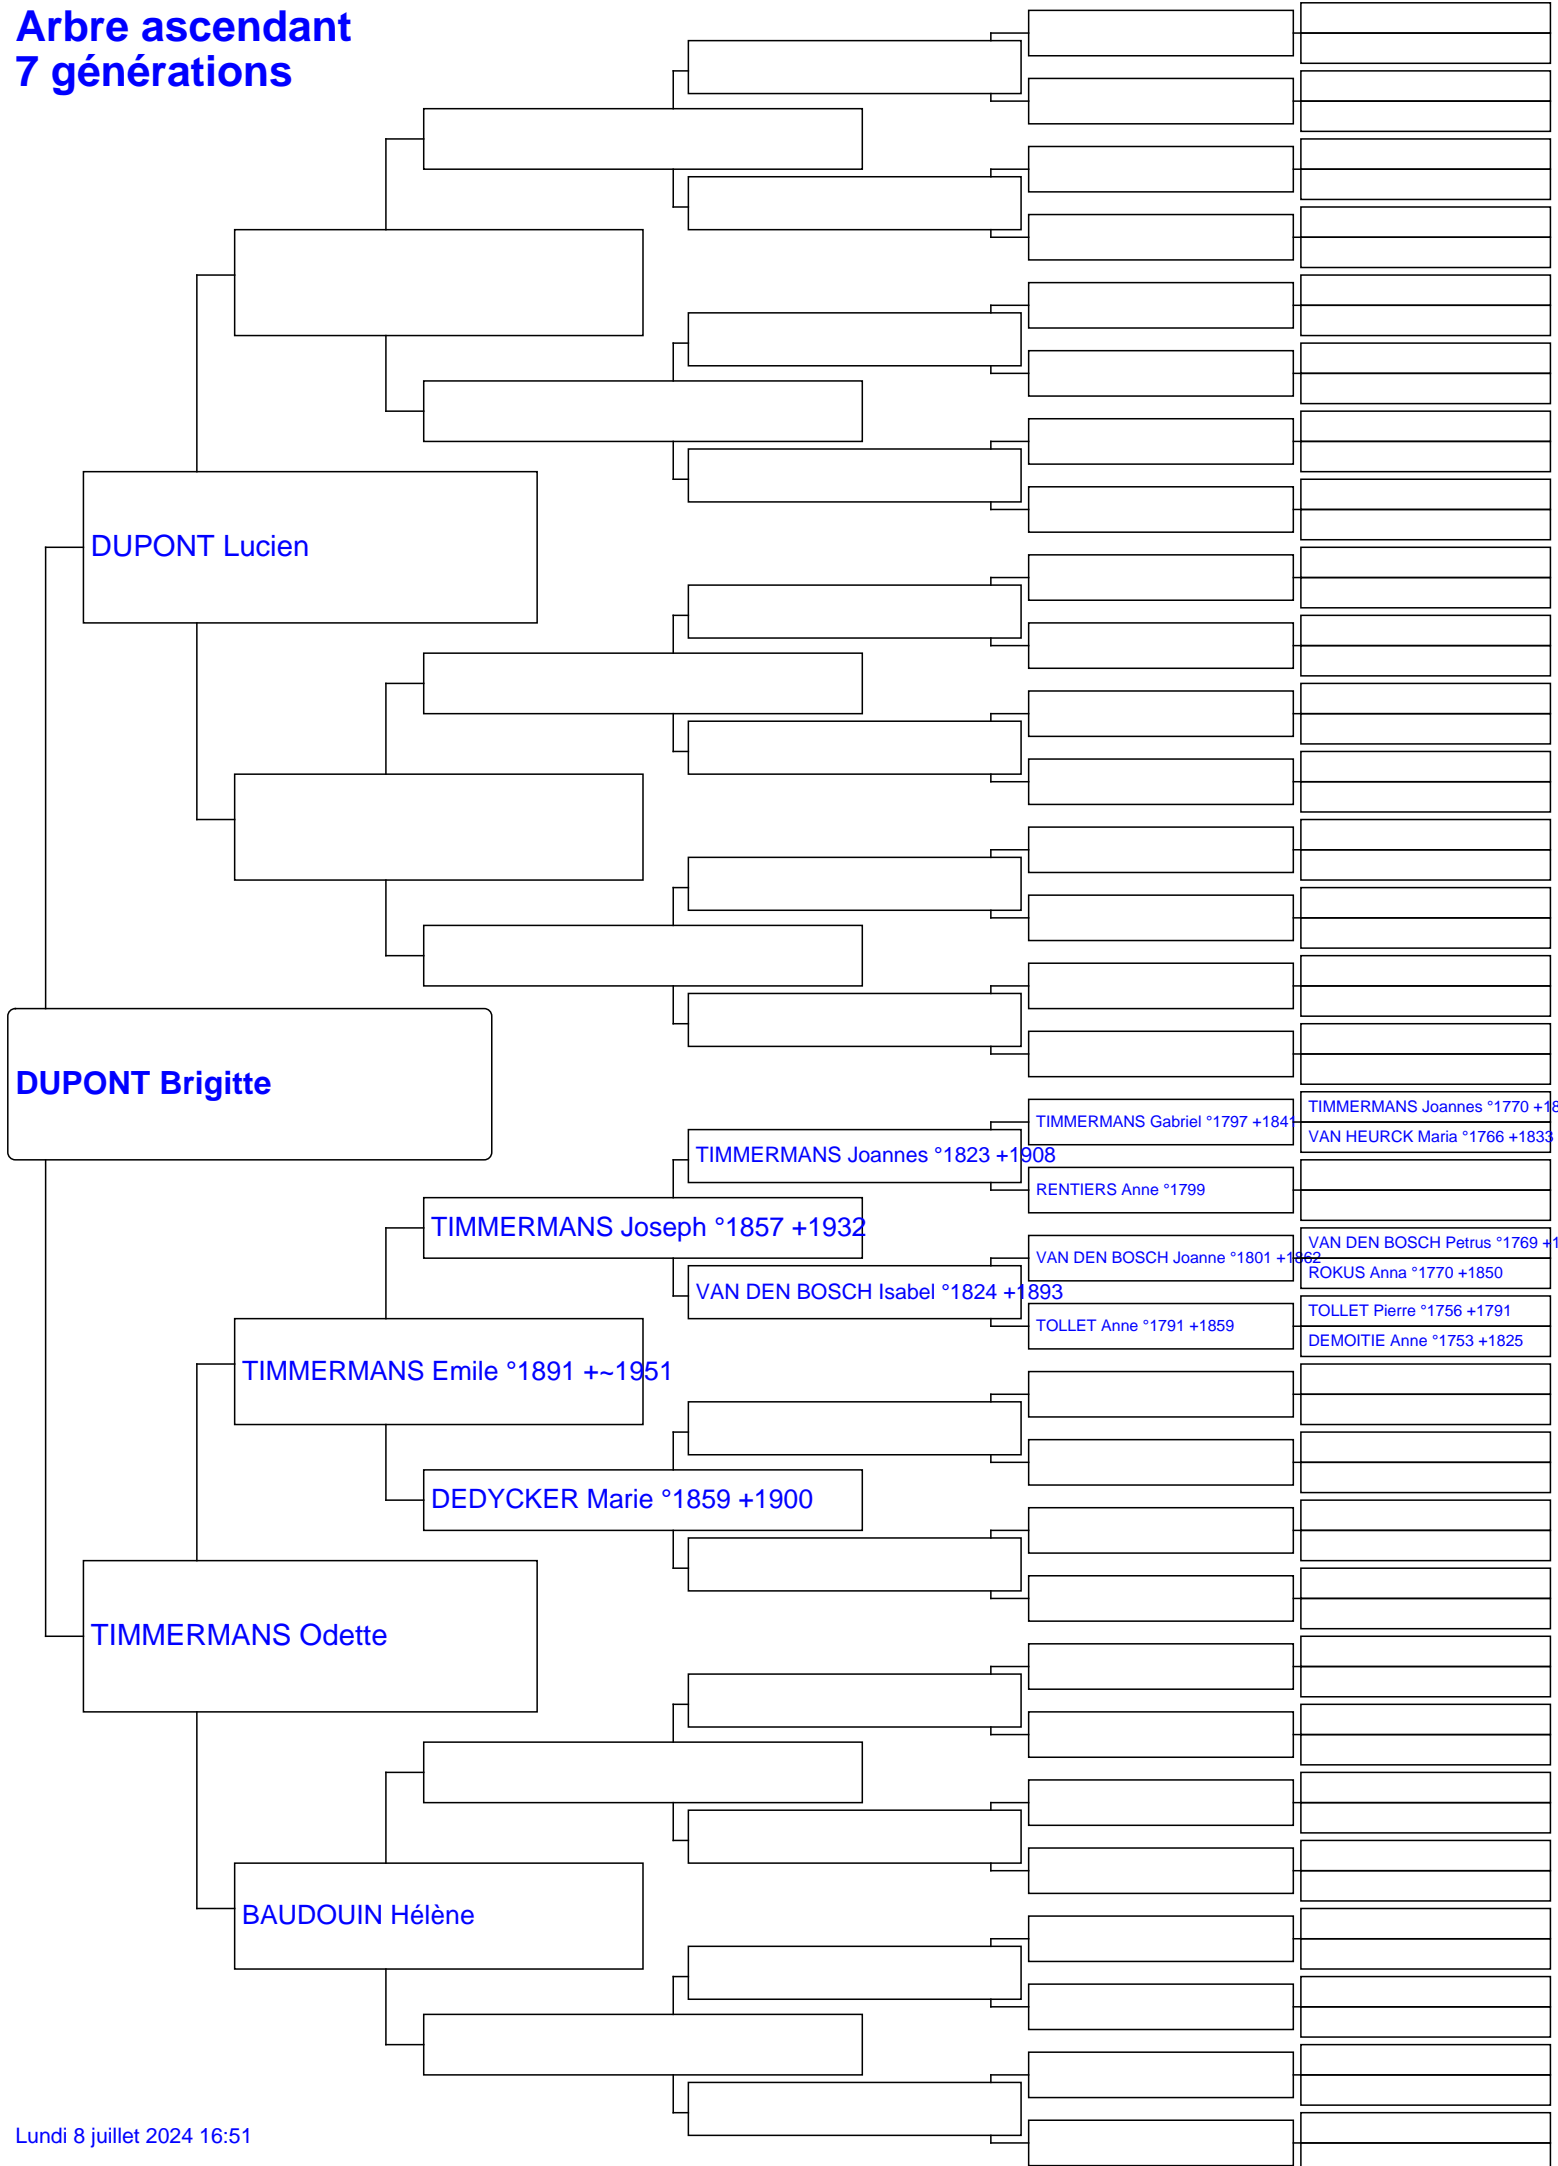 Arbre ascendant
7 générations
DUPONT Lucien
DUPONT Brigitte
TIMMERMANS Gabriel °1797 +1841
TIMMERMANS Joannes °1770 +18
VAN HEURCK Maria °1766 +1833
TIMMERMANS Joannes °1823 +1908
RENTIERS Anne °1799
TIMMERMANS Joseph °1857 +1932
VAN DEN BOSCH Joanne °1801 +1862
VAN DEN BOSCH Petrus °1769 +1
ROKUS Anna °1770 +1850
VAN DEN BOSCH Isabel °1824 +1893
TOLLET Anne °1791 +1859
TOLLET Pierre °1756 +1791
DEMOITIE Anne °1753 +1825
TIMMERMANS Emile °1891 +~1951
DEDYCKER Marie °1859 +1900
TIMMERMANS Odette
BAUDOUIN Hélène
Lundi 8 juillet 2024 16:51